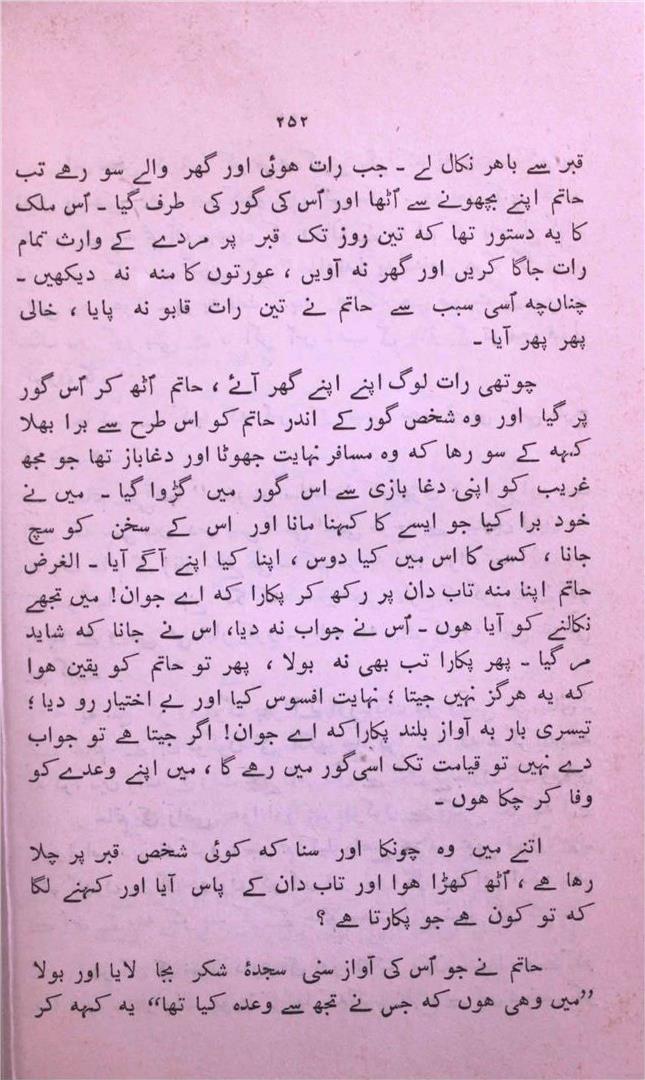 ۲۵۲
قبر سے باہر نکال لے ۔ جب رات ہوئی اور گھر والے سو رہے تب
حاتم اپنے بچھونے سے اُٹھا اور اُس کی گور کی طرف گیا ۔ اُس ملک
کا یہ دستور تھا کہ تین روز تک قبر پر مردے کے وارث تمام
رات جاگا کریں اور گھر نہ آویں ، عورتوں کا منہ نہ دیکھیں ۔
چناں‌چہ اُسی سبب سے حاتم نے تین رات قابو نہ پایا ، خالی
پھر پھر آیا ۔
چوتھی رات لوگ اپنے اپنے گھر آئے ، حاتم اُٹھ کر اُس گور
پر گیا اور وہ شخص گور کے اندر حاتم کو اس طرح سے برا بھلا
کہہ کے سو رہا کہ وہ مسافر نہایت جھوٹا اور دغاباز تھا جو مجھ
غریب کو اپنی دغا بازی سے اس گور میں گڑوا گیا ۔ میں نے
خود برا کیا جو ایسے کا کہنا مانا اور اس کے سخن کو سچ
جانا ، کسی کا اس میں کیا دوس ، اپنا کیا اپنے آگے آیا ۔ الغرض
حاتم اپنا منہ تاب دان پر رکھ کر پکارا کہ اے جوان! میں تجھے
نکالنے کو آیا ہوں ۔ اُس نے جواب نہ دیا، اس نے جانا کہ شاید
مر گیا ۔ پھر پکارا تب بھی نہ بولا ، پھر تو حاتم کو یقین ہوا
کہ یہ ہرگز نہیں جیتا ؛ نہایت افسوس کیا اور بے اختیار رو دیا ؛
تیسری بار بہ آواز بلند پکارا کہ اے جوان! اگر جیتا ہے تو جواب
دے نہیں تو قیامت تک اسی گور میں رہے گا ، میں اپنے وعدے کو
وفا کر چکا ہوں ۔
اتنے میں وہ چونکا اور سنا کہ کوئی شخص قبر پر چلا
رہا ہے ، اُٹھ کھڑا ہوا اور تاب دان کے پاس آیا اور کہنے لگا
کہ تو کون ہے جو پکارتا ہے ؟
حاتم نے جو اُس کی آواز سنی سجدۂ شکر بجا لایا اور بولا
”میں وہی ہوں کہ جس نے تجھ سے وعدہ کیا تھا“ یہ کہہ کر